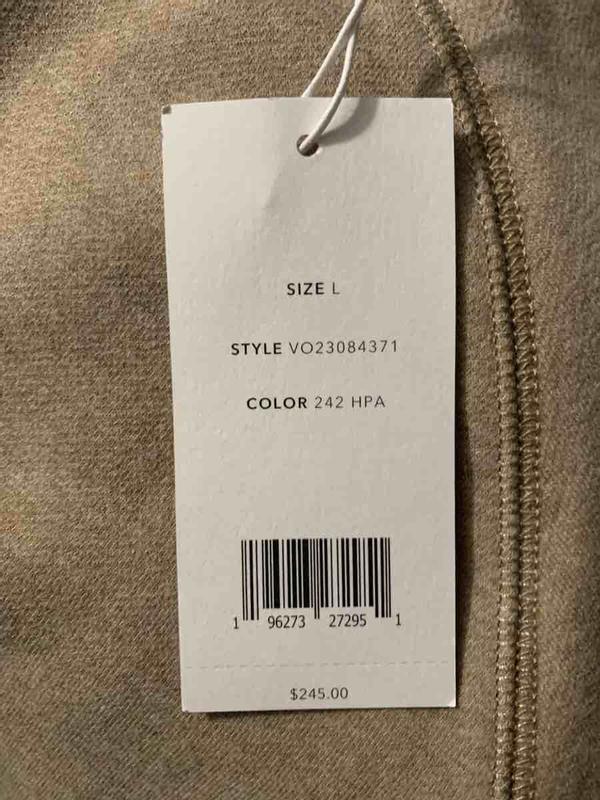 SIZE L
STYLE VO23084371
COLOR 242 HPA
1 96273 27295 1
$245.00